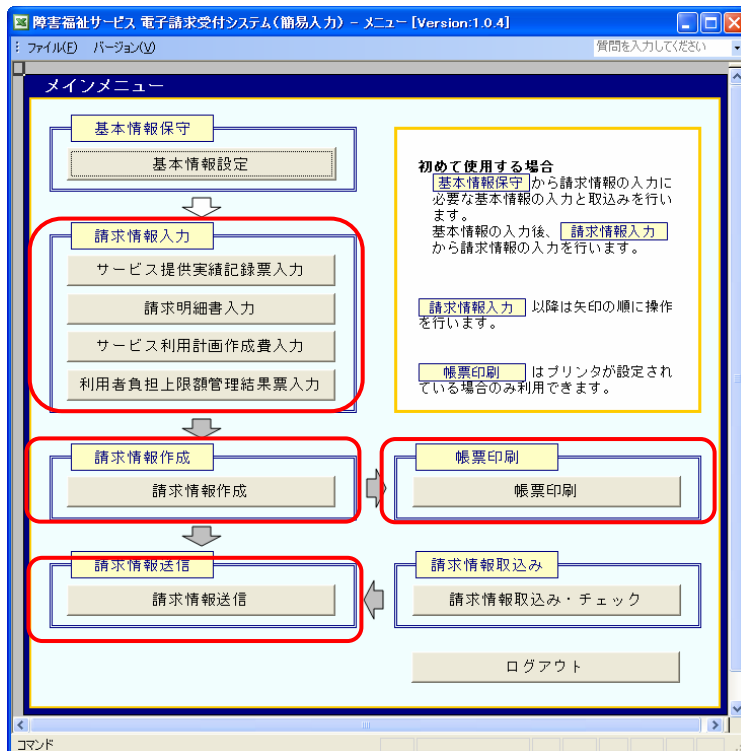 障害福祉サービス 電子請求受付システム(簡易入力) － メニュー [Version:1.0.4]
ファイル(F) バージョン(V)
質問を入力してください
メインメニュー
基本情報保守
基本情報設定
請求情報入力
サービス提供実績記録票入力
請求明細書入力
サービス利用計画作成費入力
利用者負担上限額管理結果票入力
初めて使用する場合
基本情報保守 から請求情報の入力に
必要な基本情報の入力と取込みを行い
ます。
基本情報の入力後、 請求情報入力
から請求情報の入力を行います。
請求情報入力 以降は矢印の順に操作
を行います。
帳票印刷 はプリンタが設定され
ている場合のみ利用できます。
請求情報作成
請求情報作成
帳票印刷
帳票印刷
請求情報送信
請求情報送信
請求情報取込み
請求情報取込み・チェック
ログアウト
コマンド